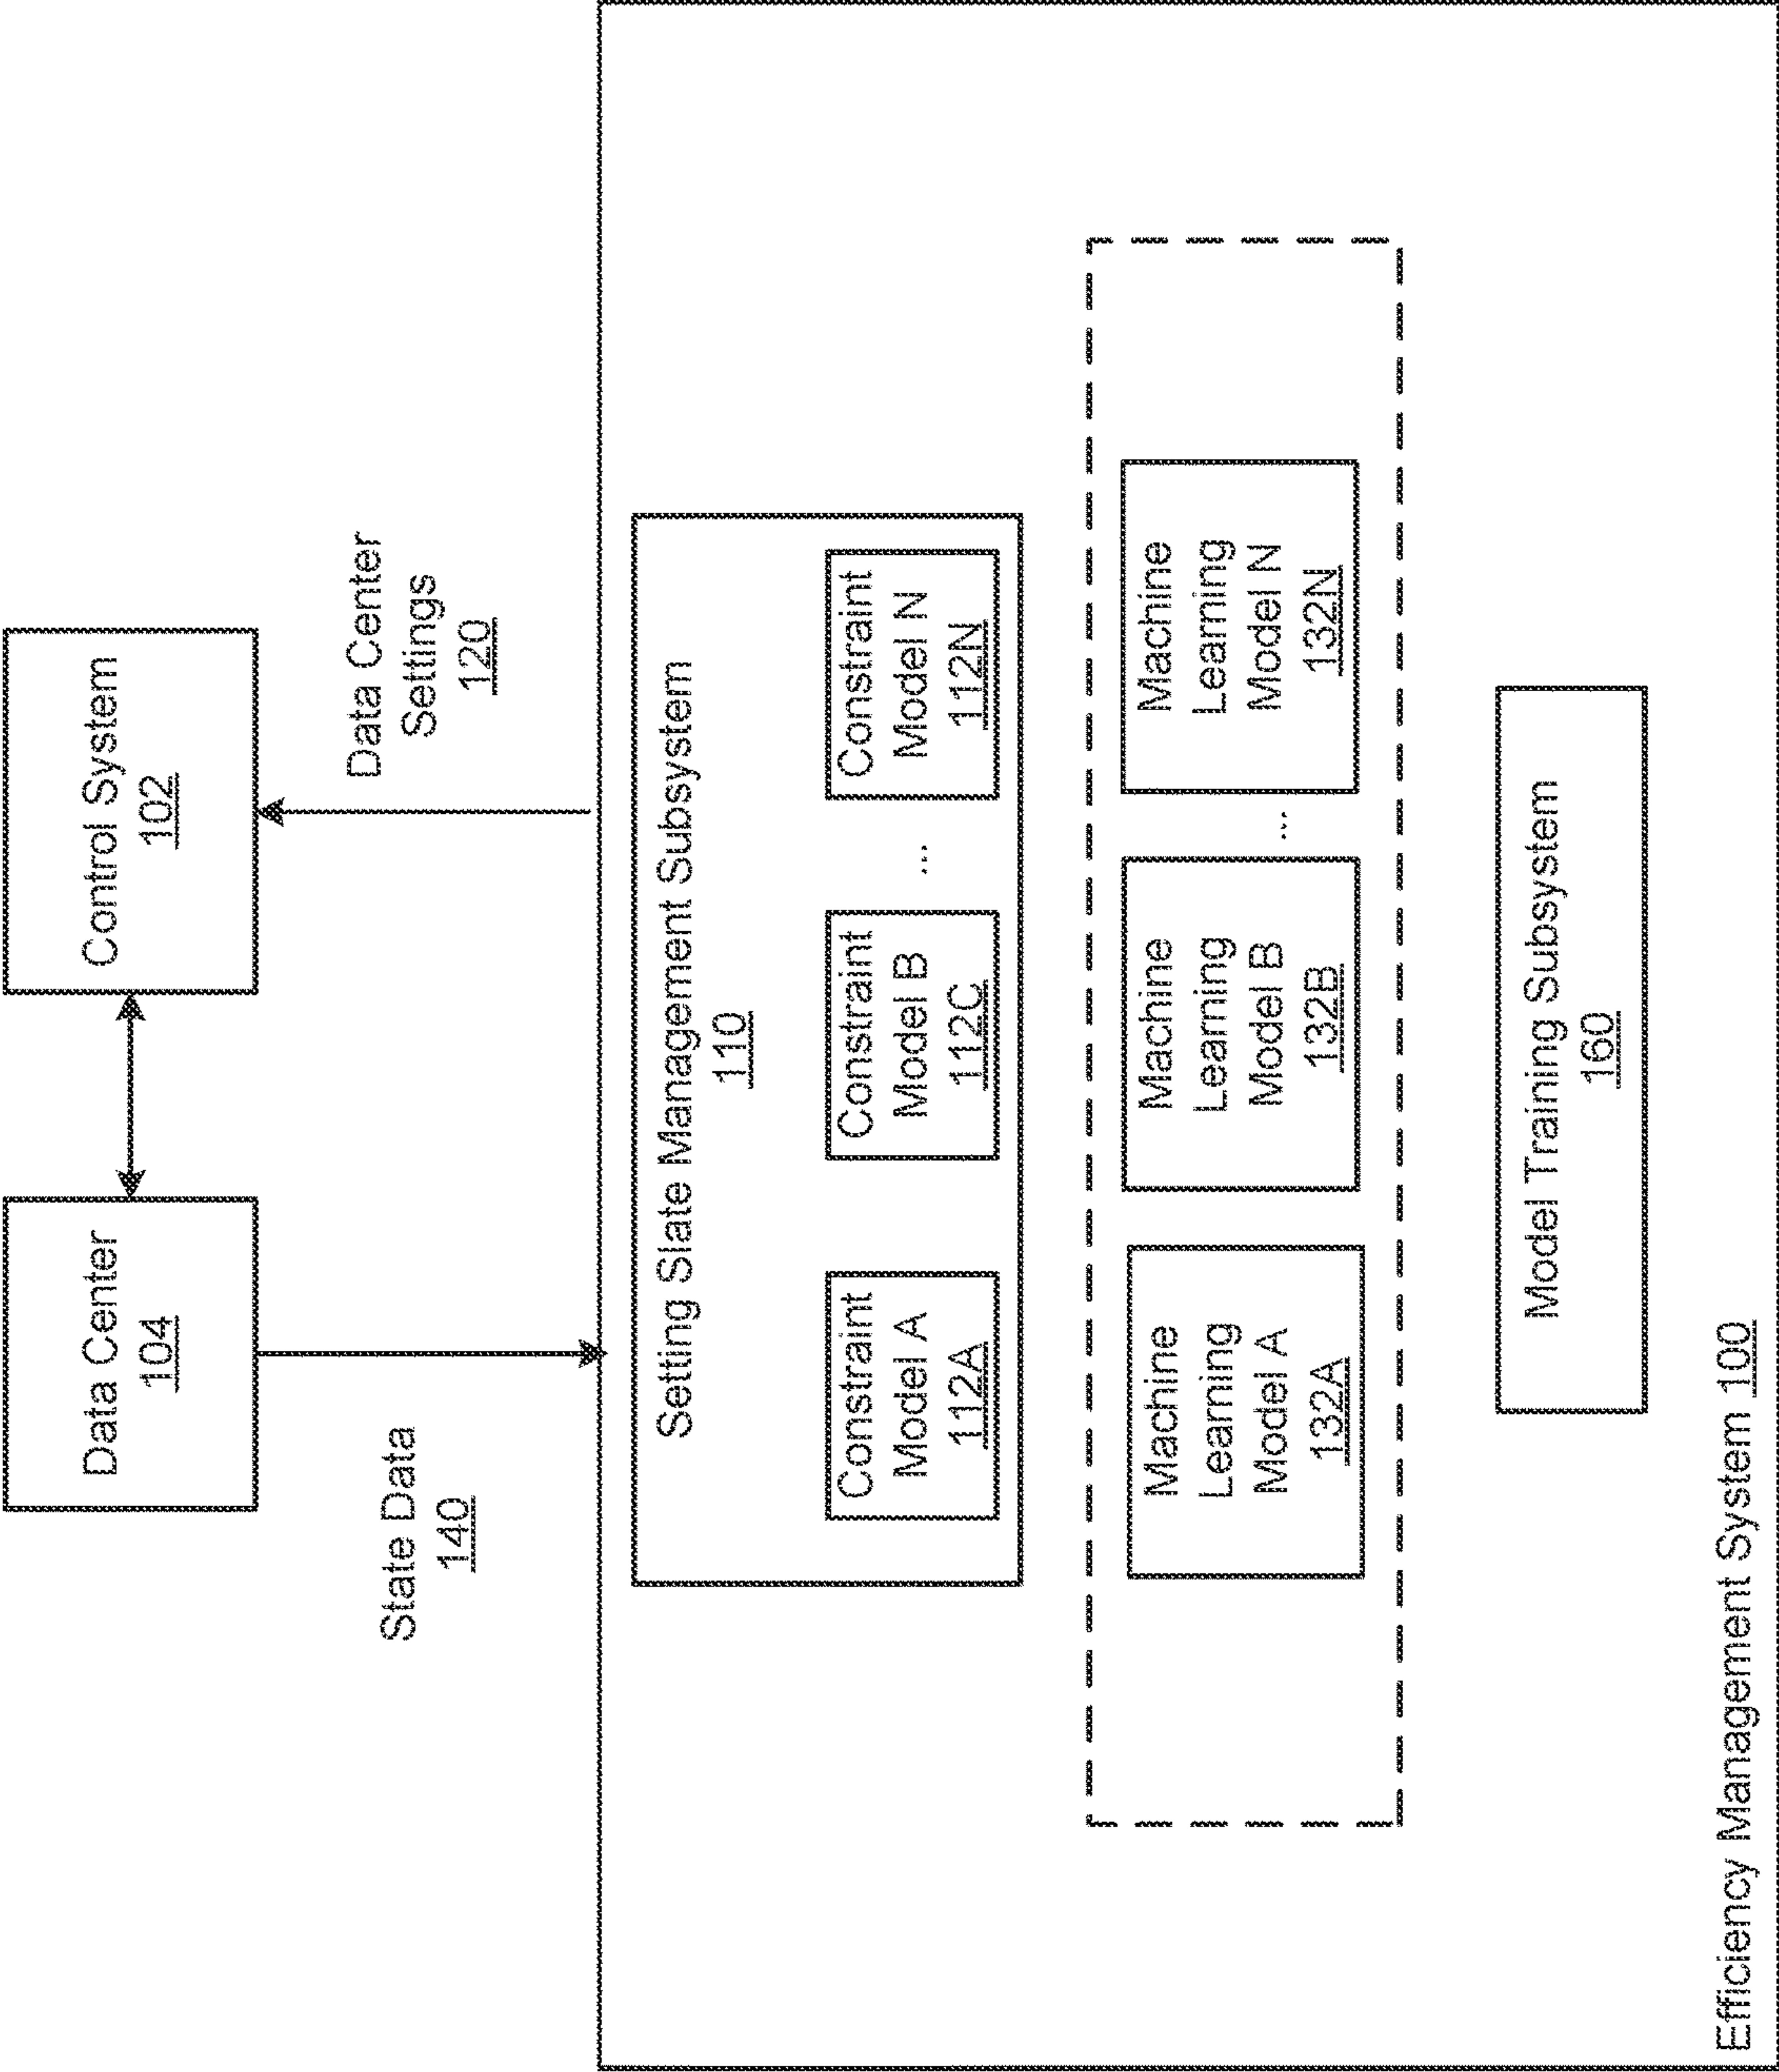 Data Center
104
Control System
102
State Data
140
Data Center
Settings
120
Setting Slate Management Subsystem
110
Constraint
Model A
112A
Constraint
Model B
112C
...
Constraint
Model N
112N
Machine
Learning
Model A
132A
Machine
Learning
Model B
132B
...
Machine
Learning
Model N
132N
Model Training Subsystem
160
Efficiency Management System 100